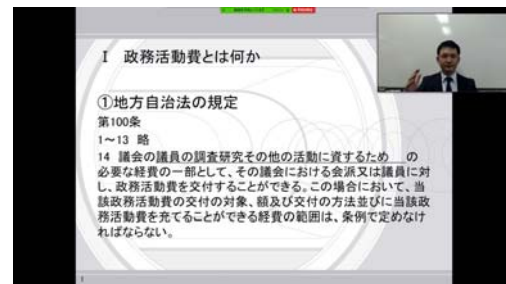 I 政務活動費とは何か
①地方自治法の規定
第100条
1～13 略
14 議会の議員の調査研究その他の活動に資するため の
必要な経費の一部として、その議会における会派又は議員に対
し、政務活動費を交付することができる。この場合において、当
該政務活動費の交付の対象、額及び交付の方法並びに当該政
務活動費を充てることができる経費の範囲は、条例で定めなけ
ればならない。
1